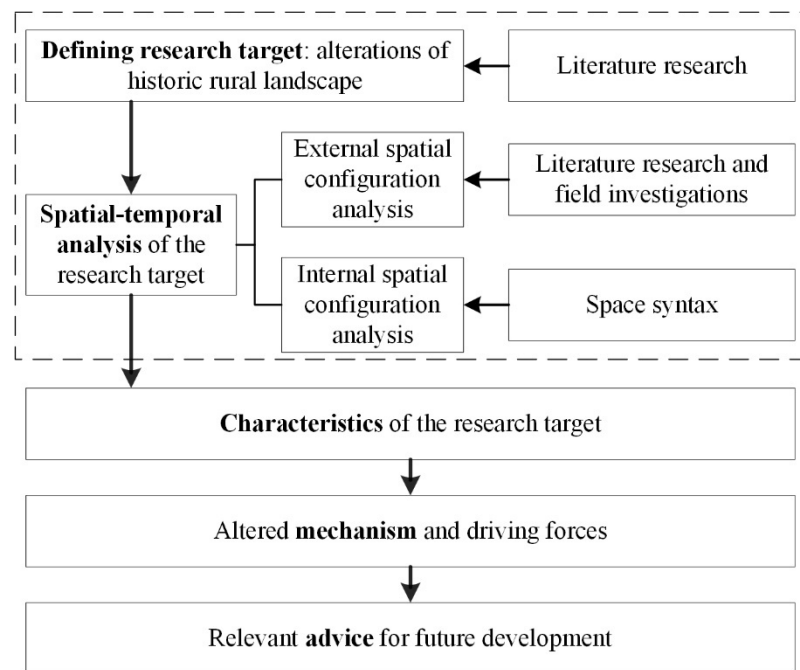 Defining research target: alterations of
historic rural landscape
Literature research
External spatial
configuration
analysis
Literature research and
field investigations
Spatial-temporal
analysis of the
research target
Internal spatial
configuration
analysis
Space syntax
Characteristics of the research target
Altered mechanism and driving forces
Relevant advice for future development